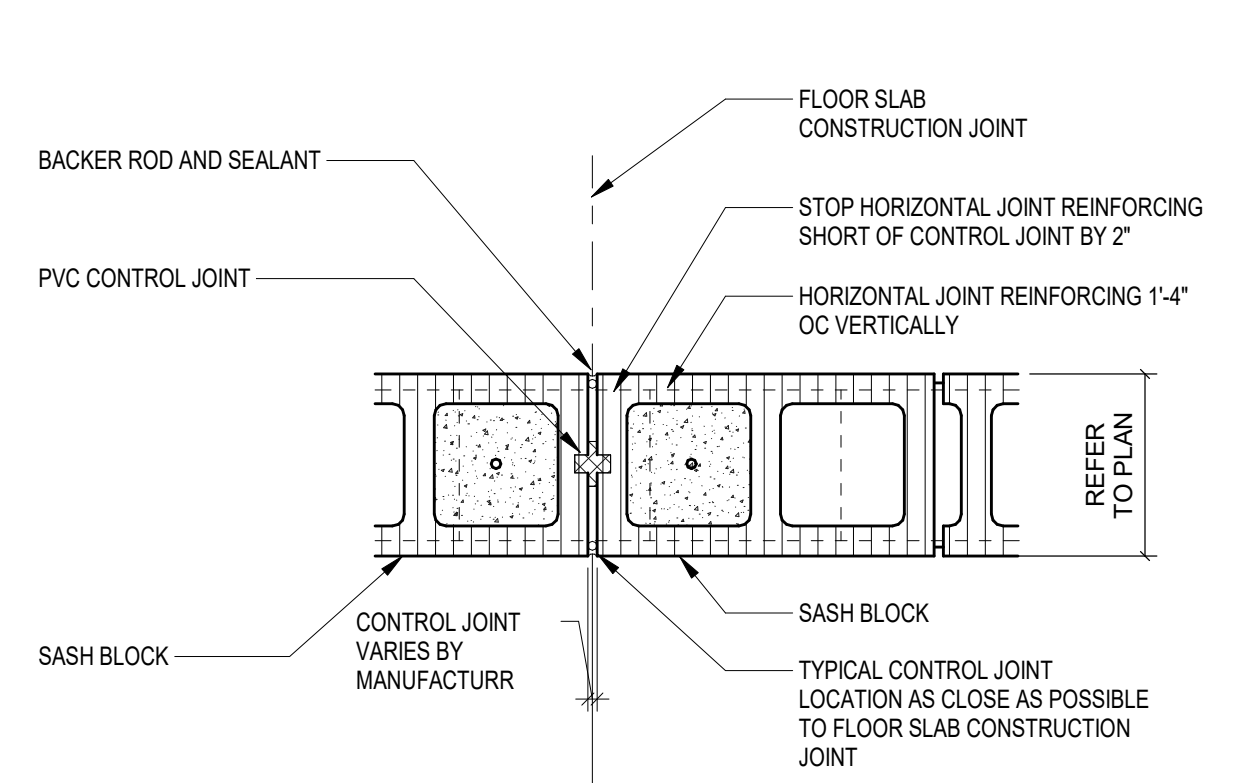 FLOOR SLAB
CONSTRUCTION JOINT
BACKER ROD AND SEALANT
STOP HORIZONTAL JOINT REINFORCING
SHORT OF CONTROL JOINT BY 2"
PVC CONTROL JOINT
HORIZONTAL JOINT REINFORCING 1'-4"
OC VERTICALLY
REFER
TO PLAN
SASH BLOCK
CONTROL JOINT
VARIES BY
MANUFACTURR
SASH BLOCK
TYPICAL CONTROL JOINT
LOCATION AS CLOSE AS POSSIBLE
TO FLOOR SLAB CONSTRUCTION
JOINT